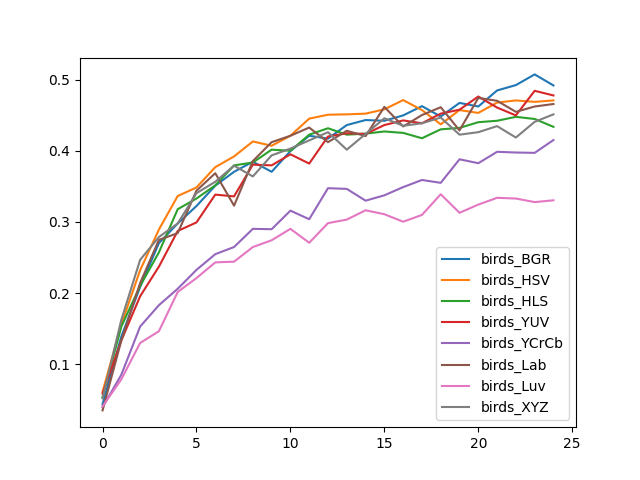 0.5
0.4
0.3
0.2
0.1
0 5 10 15 20 25
birds_BGR
birds_HSV
birds_HLS
birds_YUV
birds_YCrCb
birds_Lab
birds_Luv
birds_XYZ